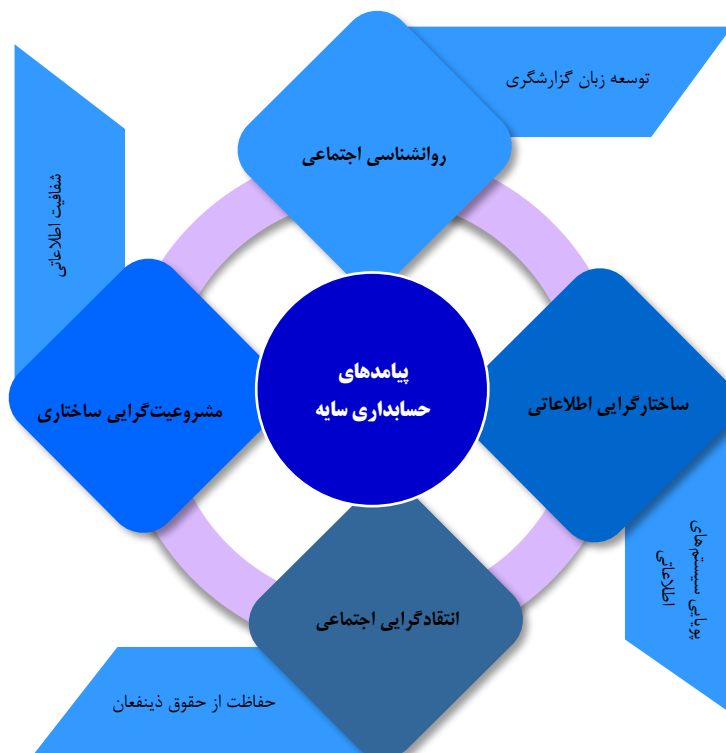 توسعه زبان گزارشگری
روانشناسی اجتماعی
شفافیت اطلاعاتی
پیامدهای
حسابداری سایه
ساختارگرایی اطلاعاتی
مشروعیت‌گرایی ساختاری
پویایی سیستم‌های
اطلاعاتی
انتقادگرایی اجتماعی
حفاظت از حقوق ذینفعان